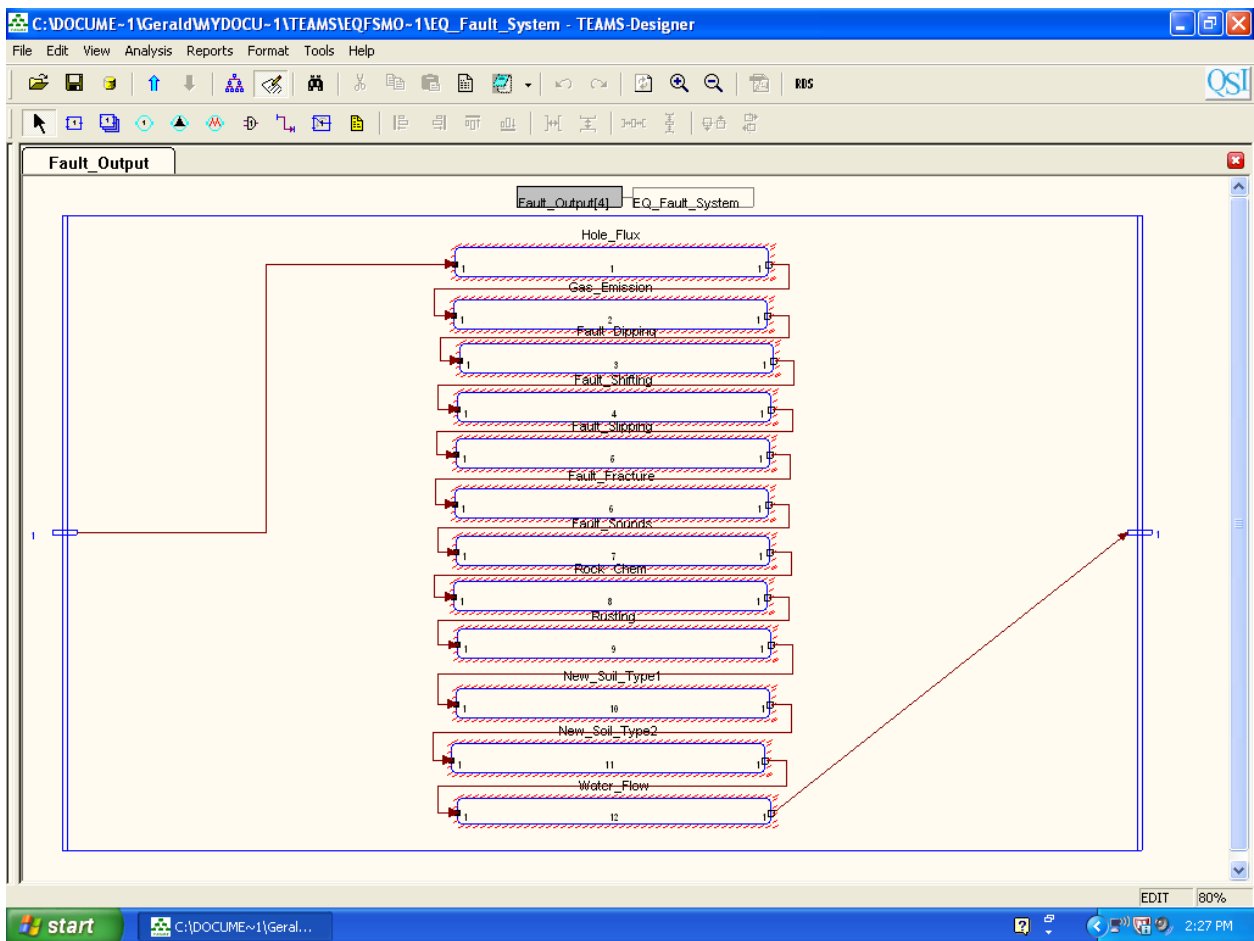 C:\DOCUME~1\Gerald\MYDOCU~1\TEAMS\EQFSMO~1\EQ_Fault_System - TEAMS-Designer
File Edit View Analysis Reports Format Tools Help
RDS
QSI
Fault_Output
Fault_Output[4] EQ_Fault_System
Hole_Flux
1 1 1
Gas_Emission
1 2 1
Fault_Dipping
1 3 1
Fault_Shifting
1 4 1
Fault_Slipping
1 5 1
Fault_Fracture
1 6 1
Fault_Sounds
1 1
1 7 1
Rock_Chem
1 8 1
Rusting
1 9 1
New_Soil_Type1
1 10 1
New_Soil_Type2
1 11 1
Water_Flow
1 12 1
EDIT 80%
start C:\DOCUME~1\Geral... 2:27 PM